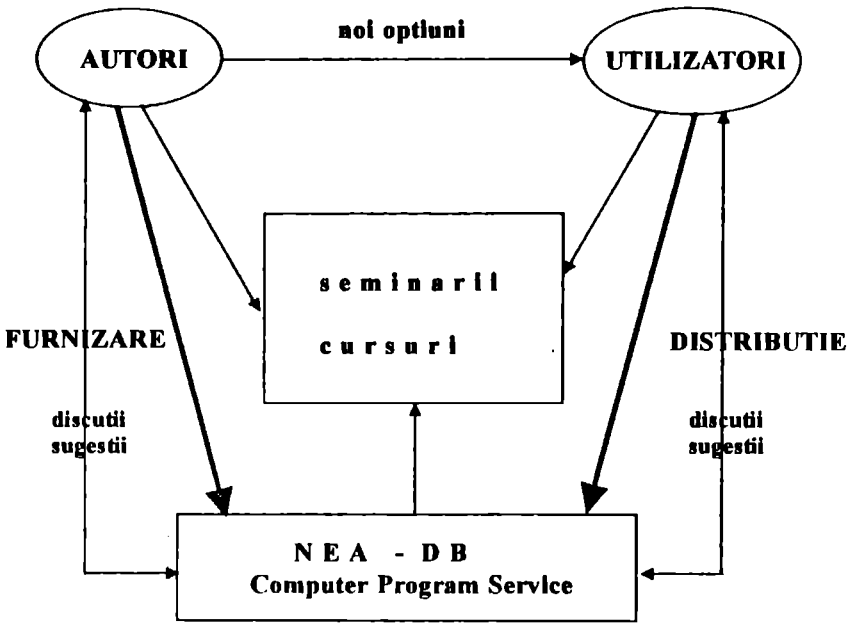 noi optiuni
AUTORI
UTILIZATORI
seminarii
cursuri
FURNIZARE
DISTRIBUTIE
discutii
sugestii
discutii
sugestii
NEA - DB
Computer Program Service